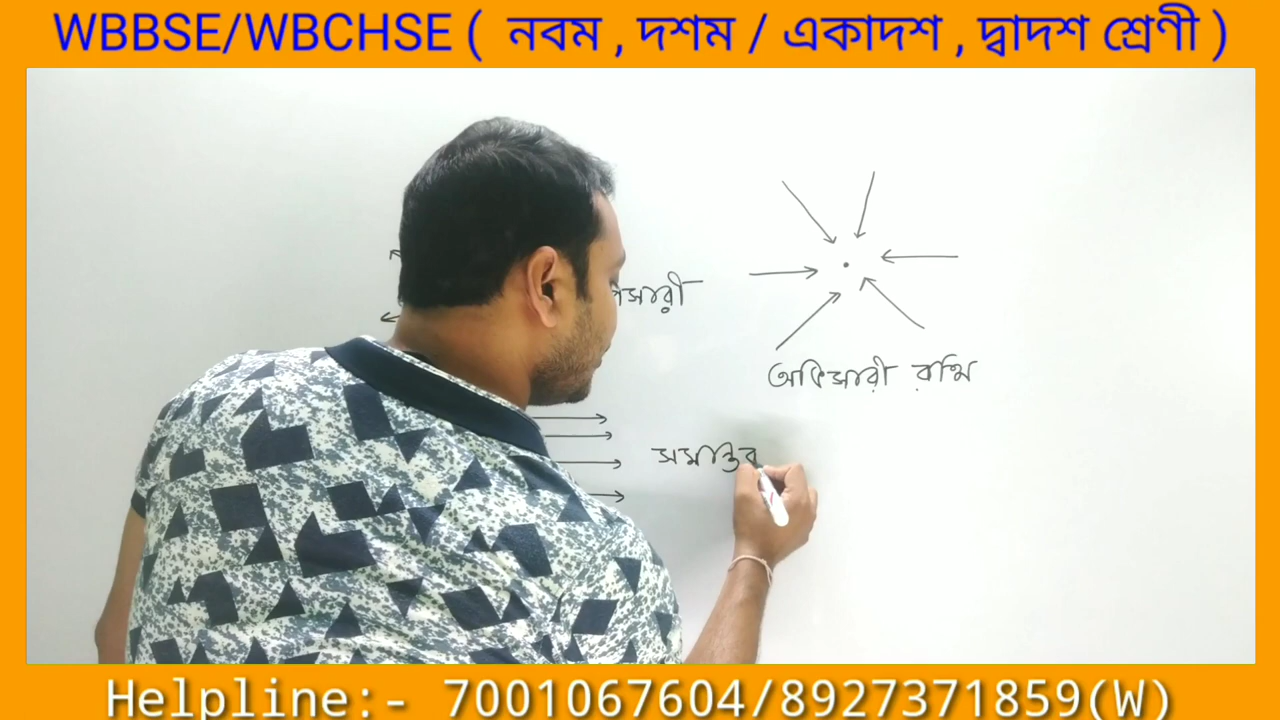 WBBSE/WBCHSE ( নবম , দশম / একাদশ , দ্বাদশ শ্রেণী )
অভিসারী রশ্মি
সমান্তর
Helpline:- 7001067604/8927371859(W)